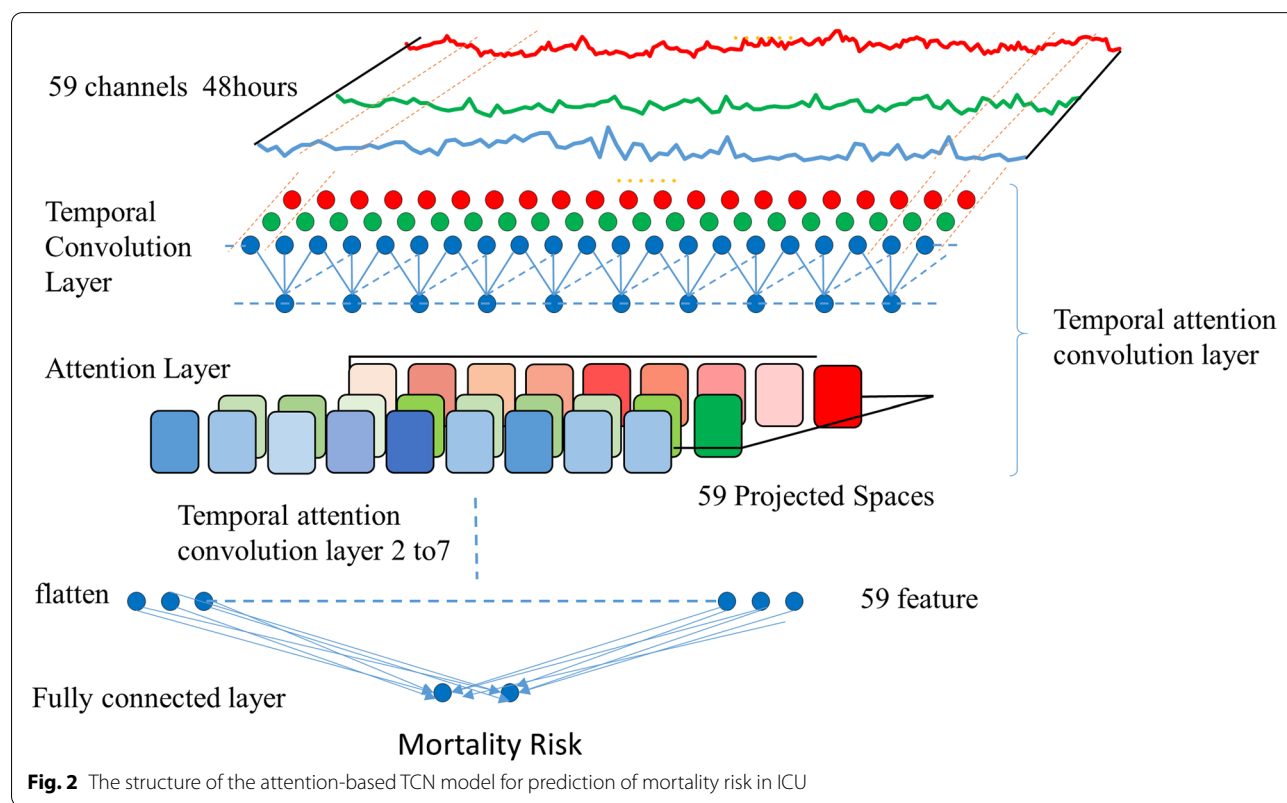 59 channels 48hours
Temporal
Convolution
Layer
Temporal attention
convolution layer
Attention Layer
59 Projected Spaces
Temporal attention
convolution layer 2 to7
flatten
59 feature
Fully connected layer
Mortality Risk
Fig. 2 The structure of the attention-based TCN model for prediction of mortality risk in ICU